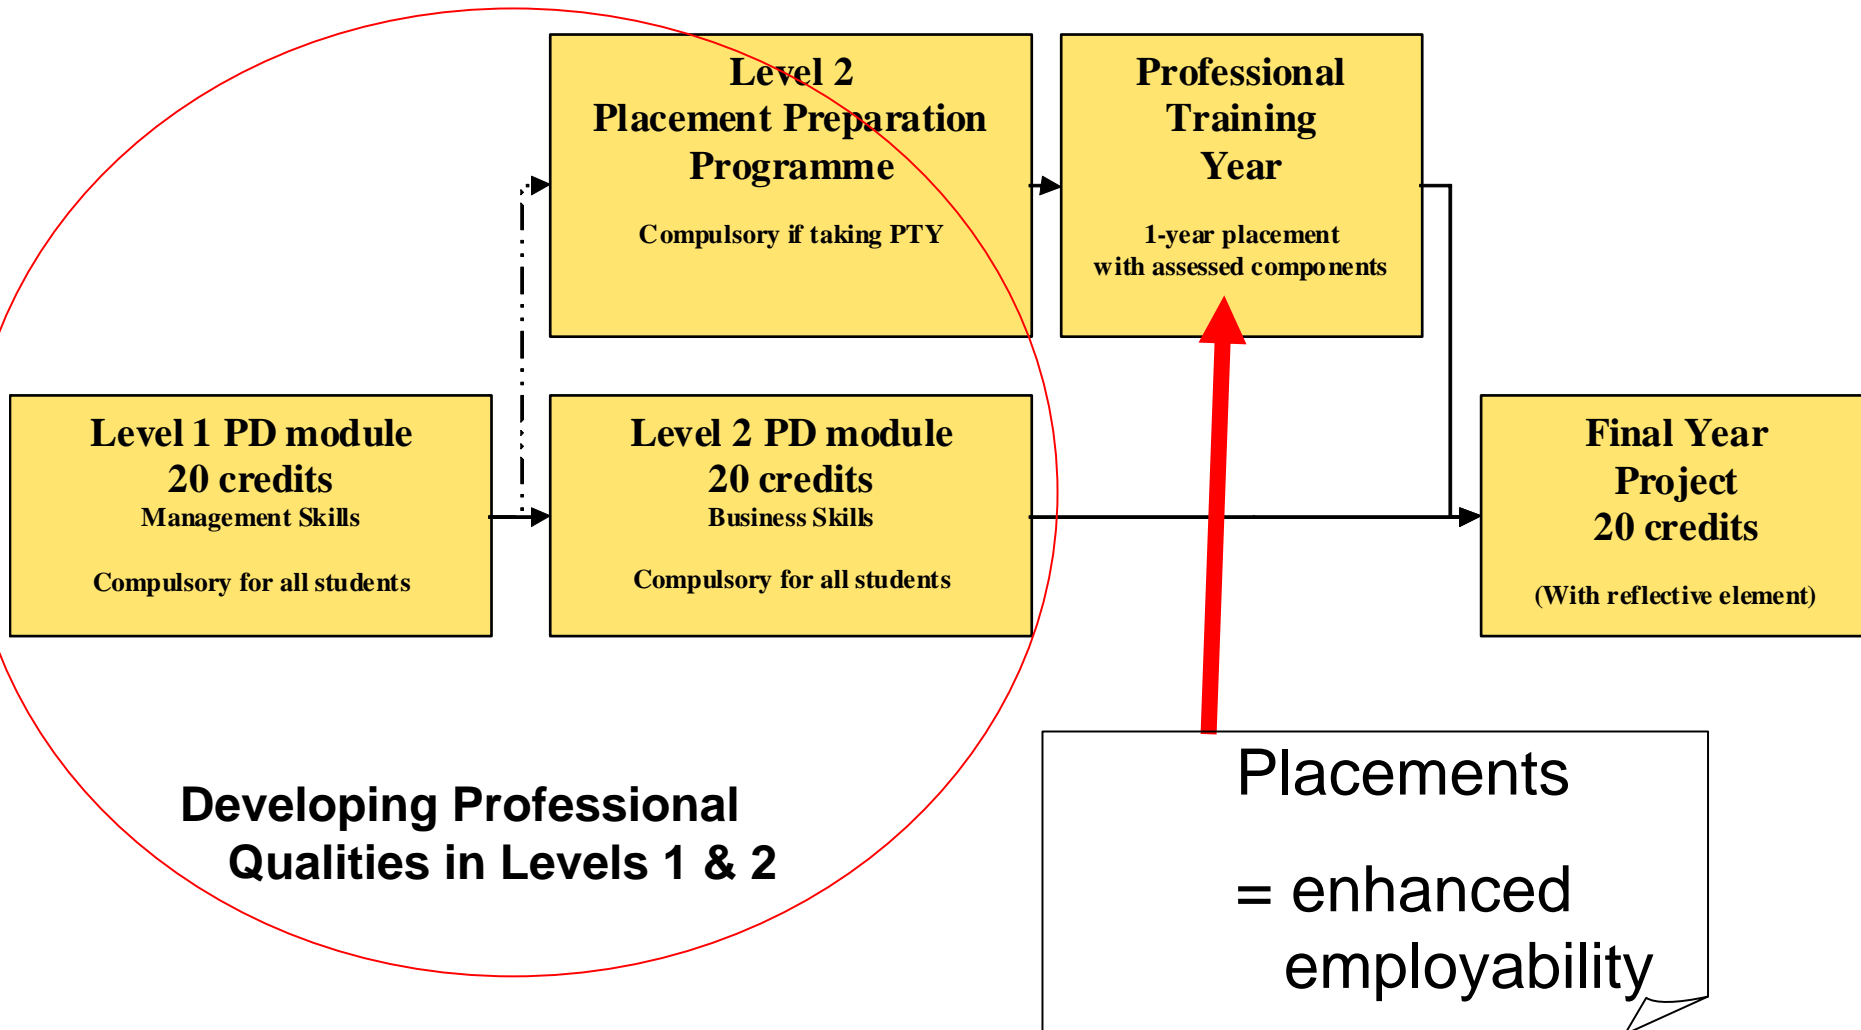 Level 2
Placement Preparation
Programme
Compulsory if taking PTY
Professional
Training
Year
1-year placement
with assessed components
Level 1 PD module
20 credits
Management Skills
Compulsory for all students
Level 2 PD module
20 credits
Business Skills
Compulsory for all students
Final Year
Project
20 credits
(With reflective element)
Developing Professional
Qualities in Levels 1 & 2
Placements
= enhanced
employability